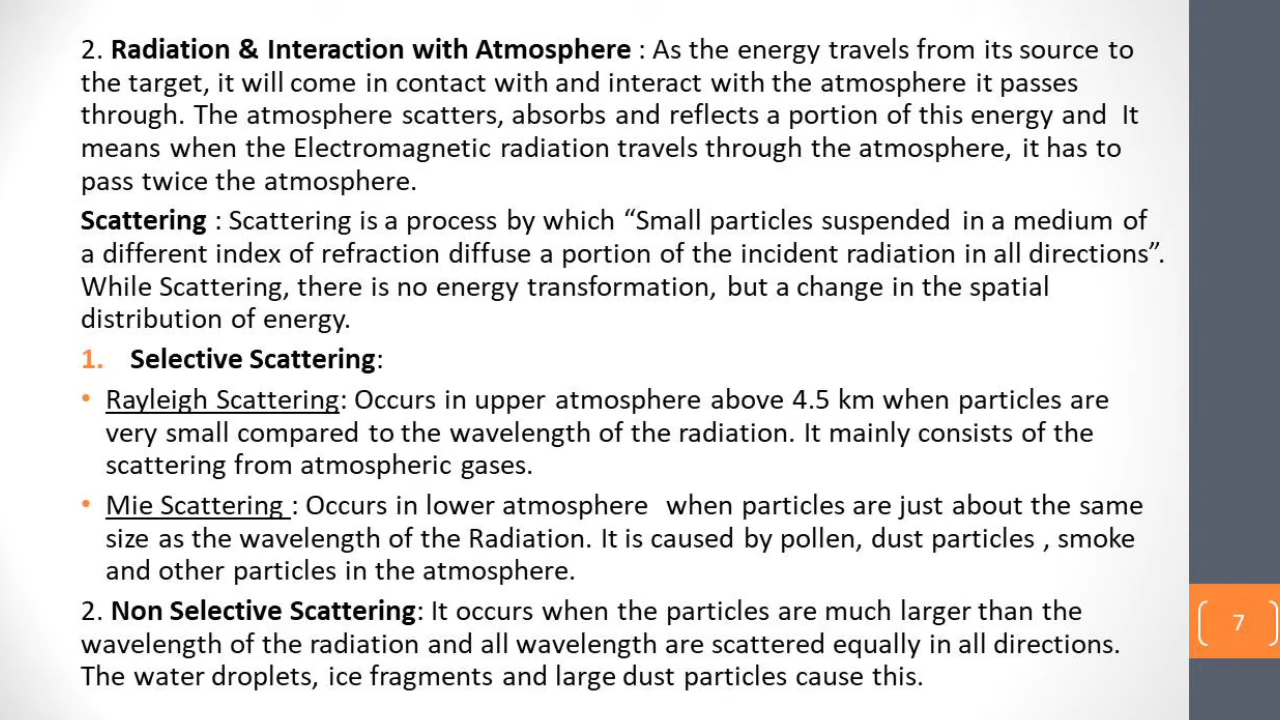 2. Radiation & Interaction with Atmosphere : As the energy travels from its source to
the target, it will come in contact with and interact with the atmosphere it passes
through. The atmosphere scatters, absorbs and reflects a portion of this energy and It
means when the Electromagnetic radiation travels through the atmosphere, it has to
pass twice the atmosphere.
Scattering : Scattering is a process by which “Small particles suspended in a medium of
a different index of refraction diffuse a portion of the incident radiation in all directions”.
While Scattering, there is no energy transformation, but a change in the spatial
distribution of energy.
1. Selective Scattering:
• Rayleigh Scattering: Occurs in upper atmosphere above 4.5 km when particles are
very small compared to the wavelength of the radiation. It mainly consists of the
scattering from atmospheric gases.
• Mie Scattering : Occurs in lower atmosphere when particles are just about the same
size as the wavelength of the Radiation. It is caused by pollen, dust particles , smoke
and other particles in the atmosphere.
2. Non Selective Scattering: It occurs when the particles are much larger than the
wavelength of the radiation and all wavelength are scattered equally in all directions.
The water droplets, ice fragments and large dust particles cause this.
7